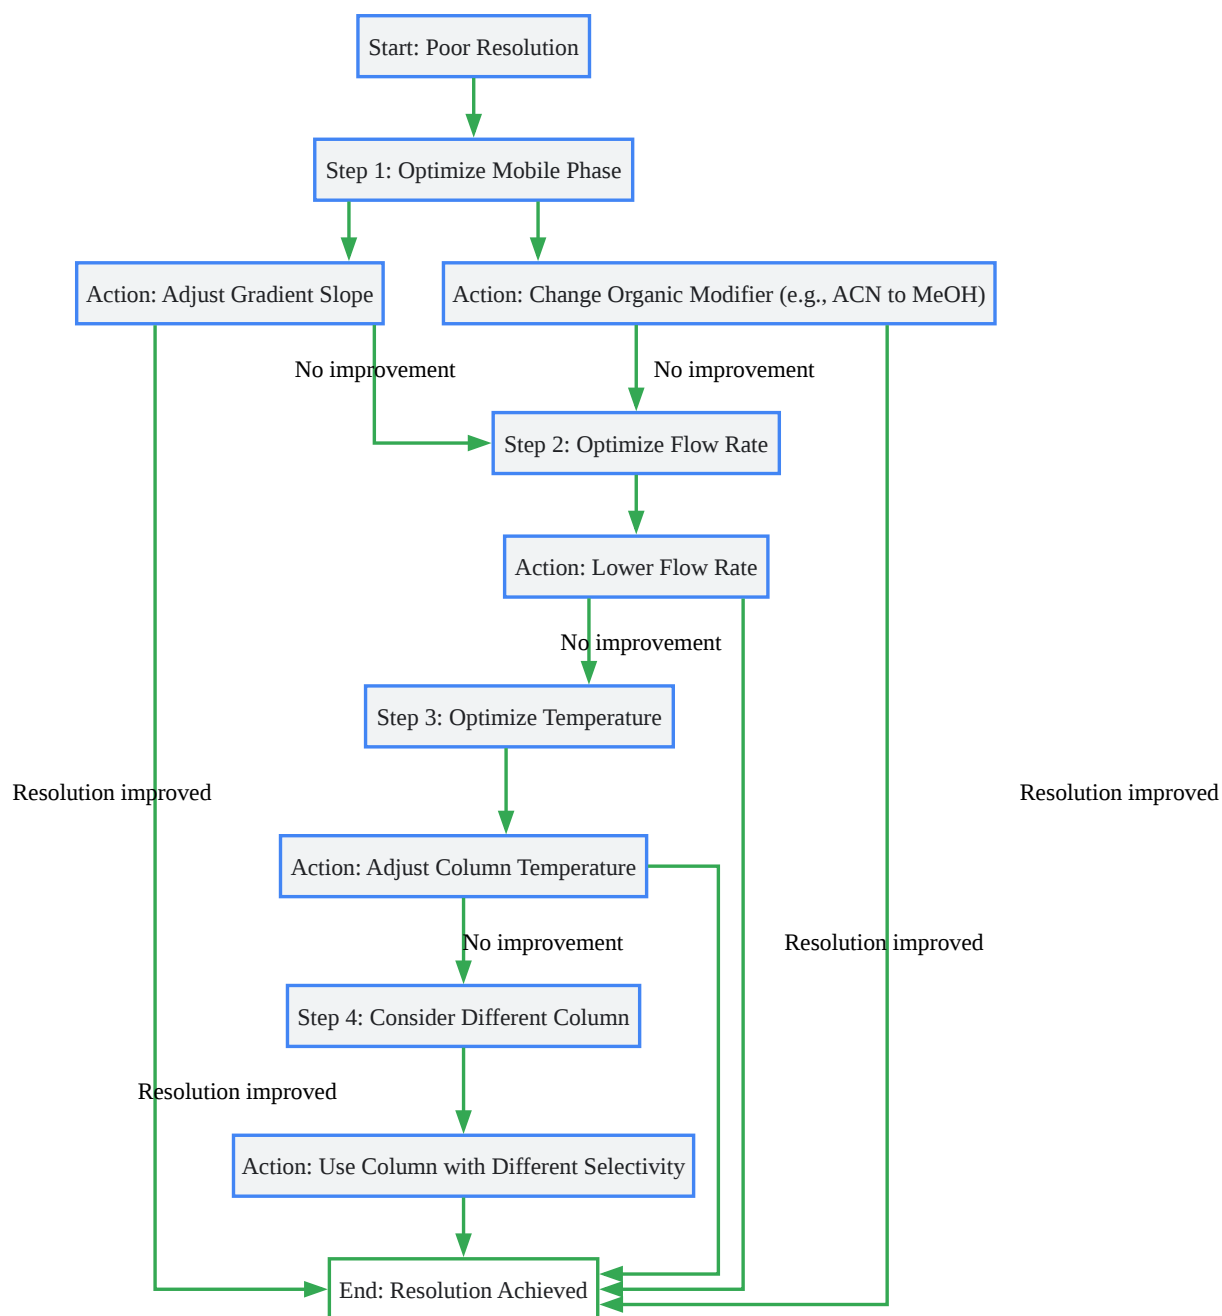 Start: Poor Resolution
Step 1: Optimize Mobile Phase
Action: Adjust Gradient Slope
Action: Change Organic Modifier (e.g., ACN to MeOH)
No improvement
No improvement
Step 2: Optimize Flow Rate
Action: Lower Flow Rate
No improvement
Step 3: Optimize Temperature
Resolution improved
Resolution improved
Action: Adjust Column Temperature
No improvement
Resolution improved
Step 4: Consider Different Column
Resolution improved
Action: Use Column with Different Selectivity
End: Resolution Achieved